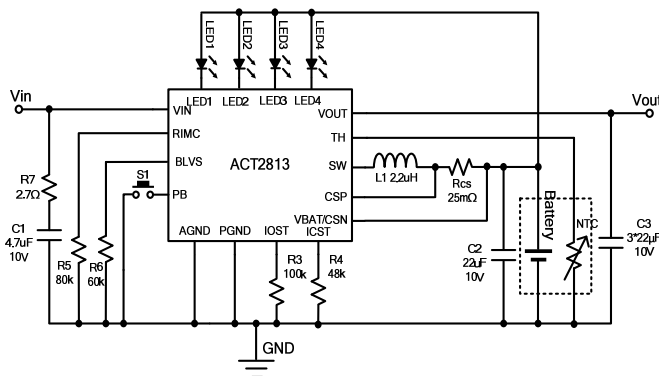 LED1
LED2
LED3
LED4
Vin
LED1 LED2 LED3 LED4
VIN
VOUT
Vout
RIMC
TH
BLVS
ACT2813
SW
L1 2,2uH
Rcs
25mΩ
R7
2.7Ω
S1
PB
CSP
Battery
NTC
VBAT/CSN
C1
4,7uF
10V
AGND PGND IOST ICST
C2
22uF
10V
C3
3*22μF
10V
R5
80k
R6
60k
R3
100k
R4
48k
GND